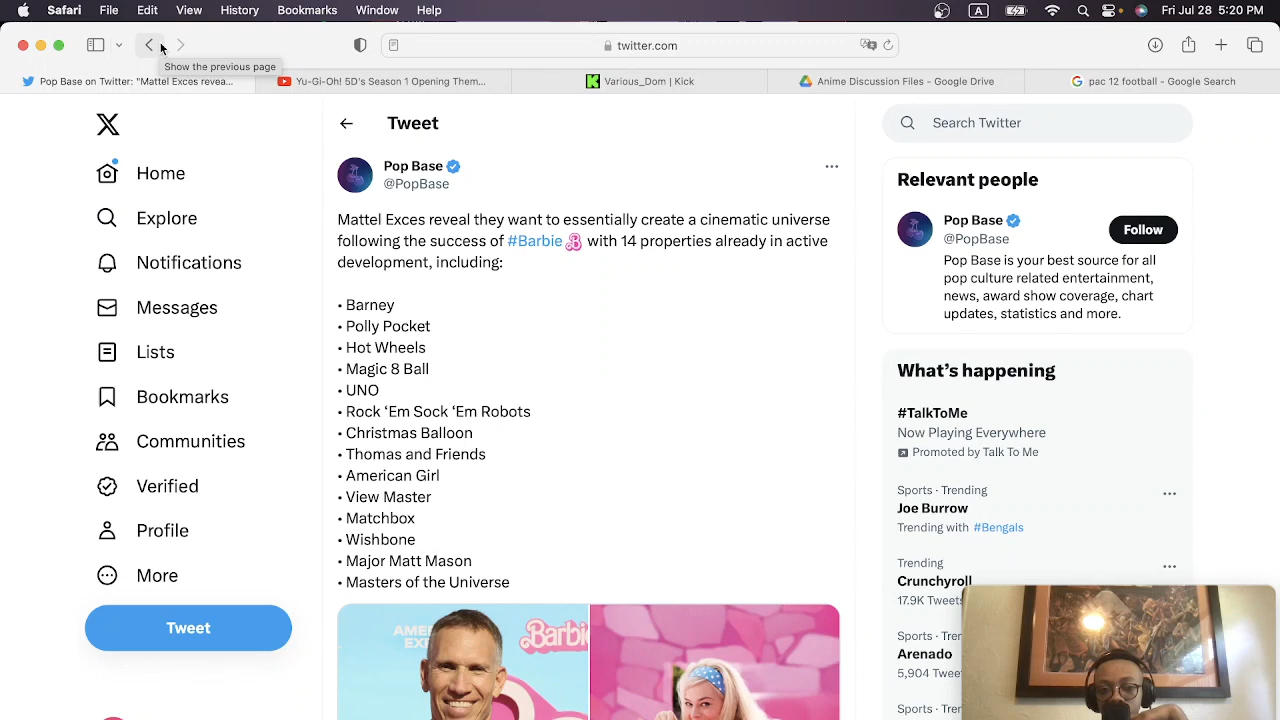 Safari File Edit View History Bookmarks Window Help
A
Fri Jul 28 5:20 PM
twitter.com
Show the previous page
Pop Base on Twitter: "Mattel Exces revea...
Yu-Gi-Oh! 5D'S Season 1 Opening Them...
Various_Dom | Kick
Anime Discussion Files - Google Drive
pac 12 football - Google Search
Home
Explore
Notifications
Messages
Lists
Bookmarks
Communities
Verified
Profile
More
Tweet
Tweet
Pop Base
@PopBase
Mattel Exces reveal they want to essentially create a cinematic universe
following the success of #Barbie with 14 properties already in active
development, including:
• Barney
• Polly Pocket
• Hot Wheels
• Magic 8 Ball
• UNO
• Rock ‘Em Sock ‘Em Robots
• Christmas Balloon
• Thomas and Friends
• American Girl
• View Master
• Matchbox
• Wishbone
• Major Matt Mason
• Masters of the Universe
Barbie
Search Twitter
Relevant people
Pop Base
@PopBase
Follow
Pop Base is your best source for all
pop culture related entertainment,
news, award show coverage, chart
updates, statistics and more.
What’s happening
#TalkToMe
Now Playing Everywhere
Promoted by Talk To Me
Sports · Trending
Joe Burrow
Trending with #Bengals
Trending
Crunchyroll
17.9K Tweets
Sports · Tren
Arenado
5,904 Twee
Sports · Tren